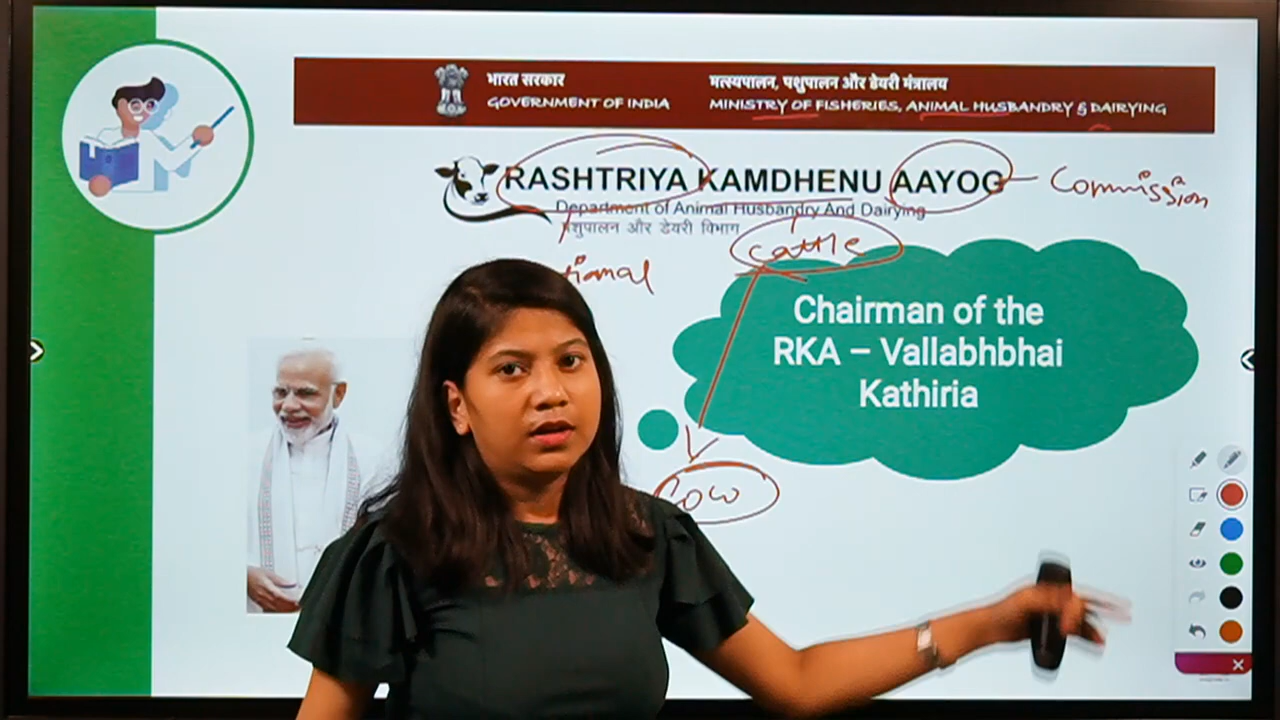 भारत सरकार
GOVERNMENT OF INDIA
मत्स्यपालन, पशुपालन और डेयरी मंत्रालय
MINISTRY OF FISHERIES, ANIMAL HUSBANDRY & DAIRYING
RASHTRIYA KAMDHENU AAYOG
Commission
Department of Animal Husbandry And Dairying
पशुपालन और डेयरी विभाग
cattle
Chairman of the
RKA – Vallabhbhai
Kathiria
Cow